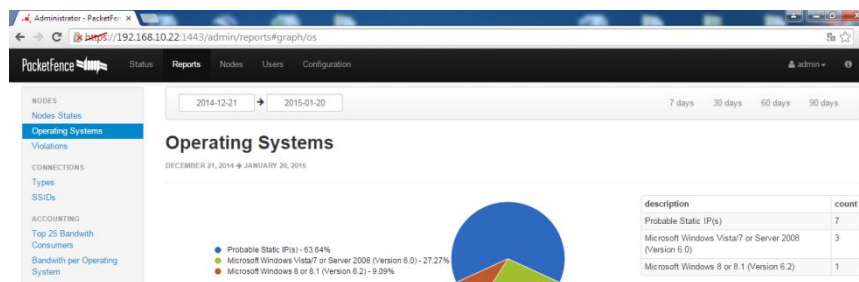 Administrator - PacketFen
https://192.168.10.22:1443/admin/reports#graph/os
PacketFence Status Reports Nodes Users Configuration admin
NODES
Nodes States
Operating Systems
Violations
CONNECTIONS
Types
SSIDs
ACCOUNTING
Top 25 Bandwith
Consumers
Bandwith per Operating
System
2014-12-21 → 2015-01-20 7 days 30 days 60 days 90 days
Operating Systems
DECEMBER 21, 2014 → JANUARY 20, 2015
Probable Static IP(s) - 63.64%
Microsoft Windows Vista/7 or Server 2008 (Version 6.0) - 27.27%
Microsoft Windows 8 or 8.1 (Version 6.2) - 9.09%
description count
Probable Static IP(s) 7
Microsoft Windows Vista/7 or Server 2008 3
(Version 6.0)
Microsoft Windows 8 or 8.1 (Version 6.2) 1